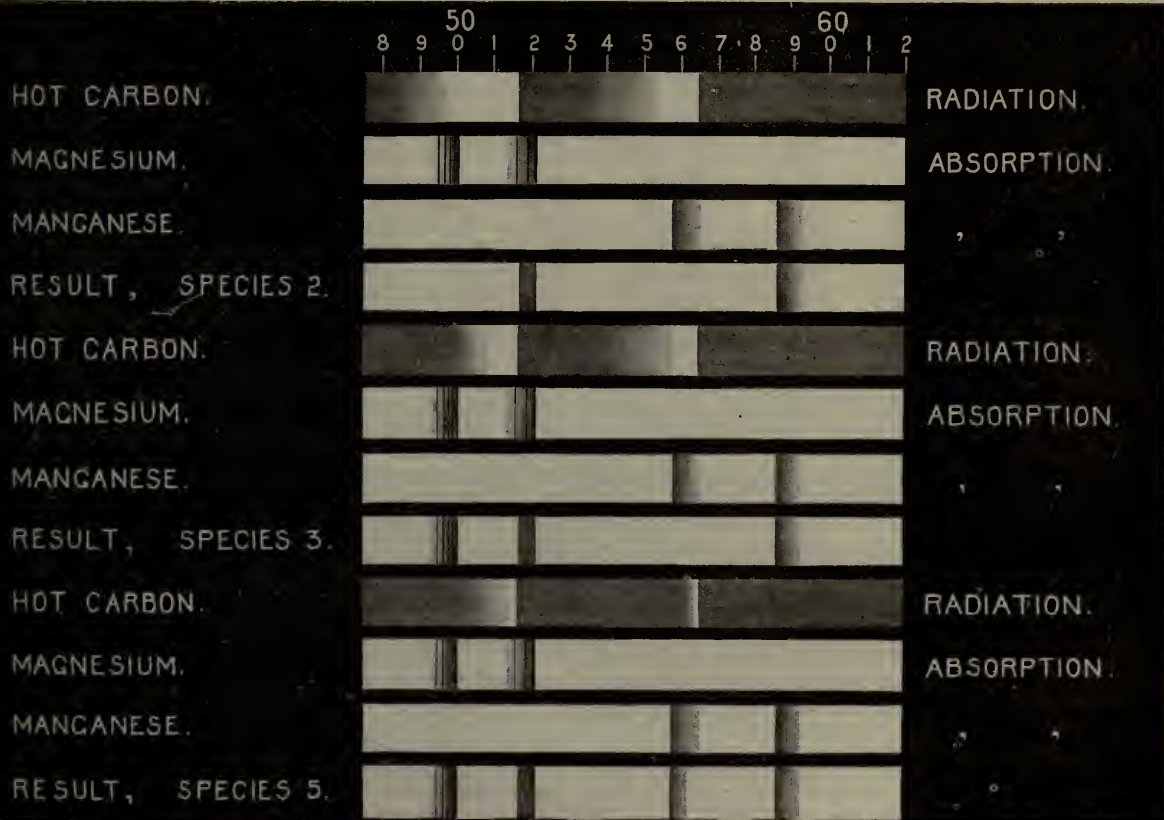 50 60
8 9 0 1 2 3 4 5 6 7 8 9 0 1 2
HOT CARBON. RADIATION.
MAGNESIUM. ABSORPTION.
MANGANESE. " "
RESULT, SPECIES 2.
HOT CARBON. RADIATION.
MAGNESIUM. ABSORPTION.
MANGANESE. " "
RESULT, SPECIES 3.
HOT CARBON. RADIATION.
MAGNESIUM. ABSORPTION.
MANGANESE. " "
RESULT, SPECIES 5.